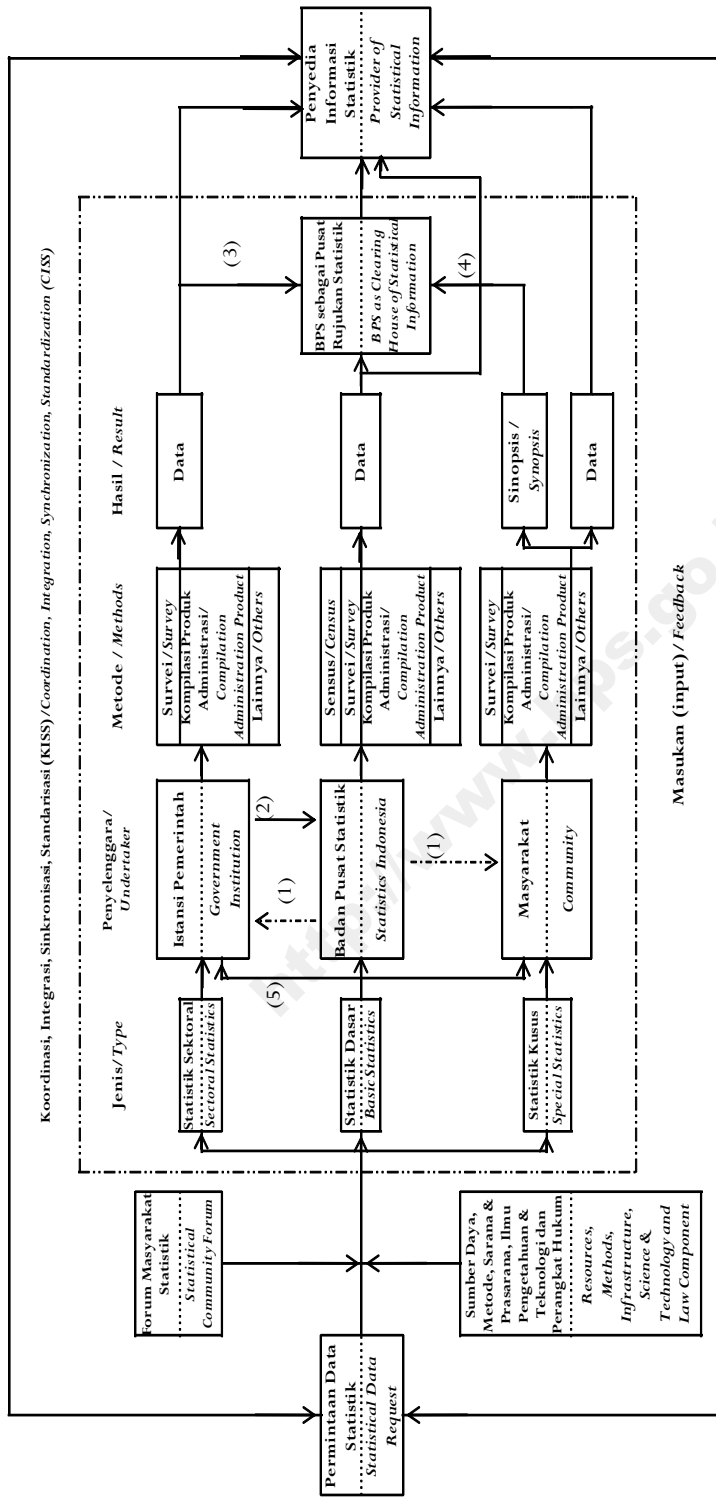 Koordinasi, Integrasi, Sinkronisasi, Standarisasi (KISS)/Coordination, Integration, Synchronization, Standardization (CISS)
Jenis/Type
Penyelenggara/
Undertaker
Metode / Methods
Hasil / Result
Permintaan Data
Statistik
Statistical Data
Request
Forum Masyarakat
Statistik
Statistical
Community Forum
Sumber Daya,
Metode, Sarana &
Prasarana, Ilmu
Pengetahuan &
Teknologi dan
Perangkat Hukum
Resources,
Methods,
Infrastructure,
Science &
Technology and
Law Component
Statistik Sektoral
Sectoral Statistics
Statistik Dasar
Basic Statistics
Statistik Kusus
Special Statistics
(5)
Istansi Pemerintah
Government
Institution
(1)
(2)
Badan Pusat Statistik
Statistics Indonesia
(1)
Masyarakat
Community
Survei / Survey
Kompilasi Produk
Administrasi/
Compilation
Administration Product
Lainnya / Others
Sensus/Census
Survei / Survey
Kompilasi Produk
Administrasi/
Compilation
Administration Product
Lainnya / Others
Survei / Survey
Kompilasi Produk
Administrasi/
Compilation
Administration Product
Lainnya / Others
Data
Data
Sinopsis /
Synopsis
Data
(3)
BPS sebagai Pusat
Rujukan Statistik
BPS as Clearing
House of Statistical
Information
(4)
Penyedia
Informasi
Statistik
Provider of
Statistical
Information
Masukan (input) / Feedback